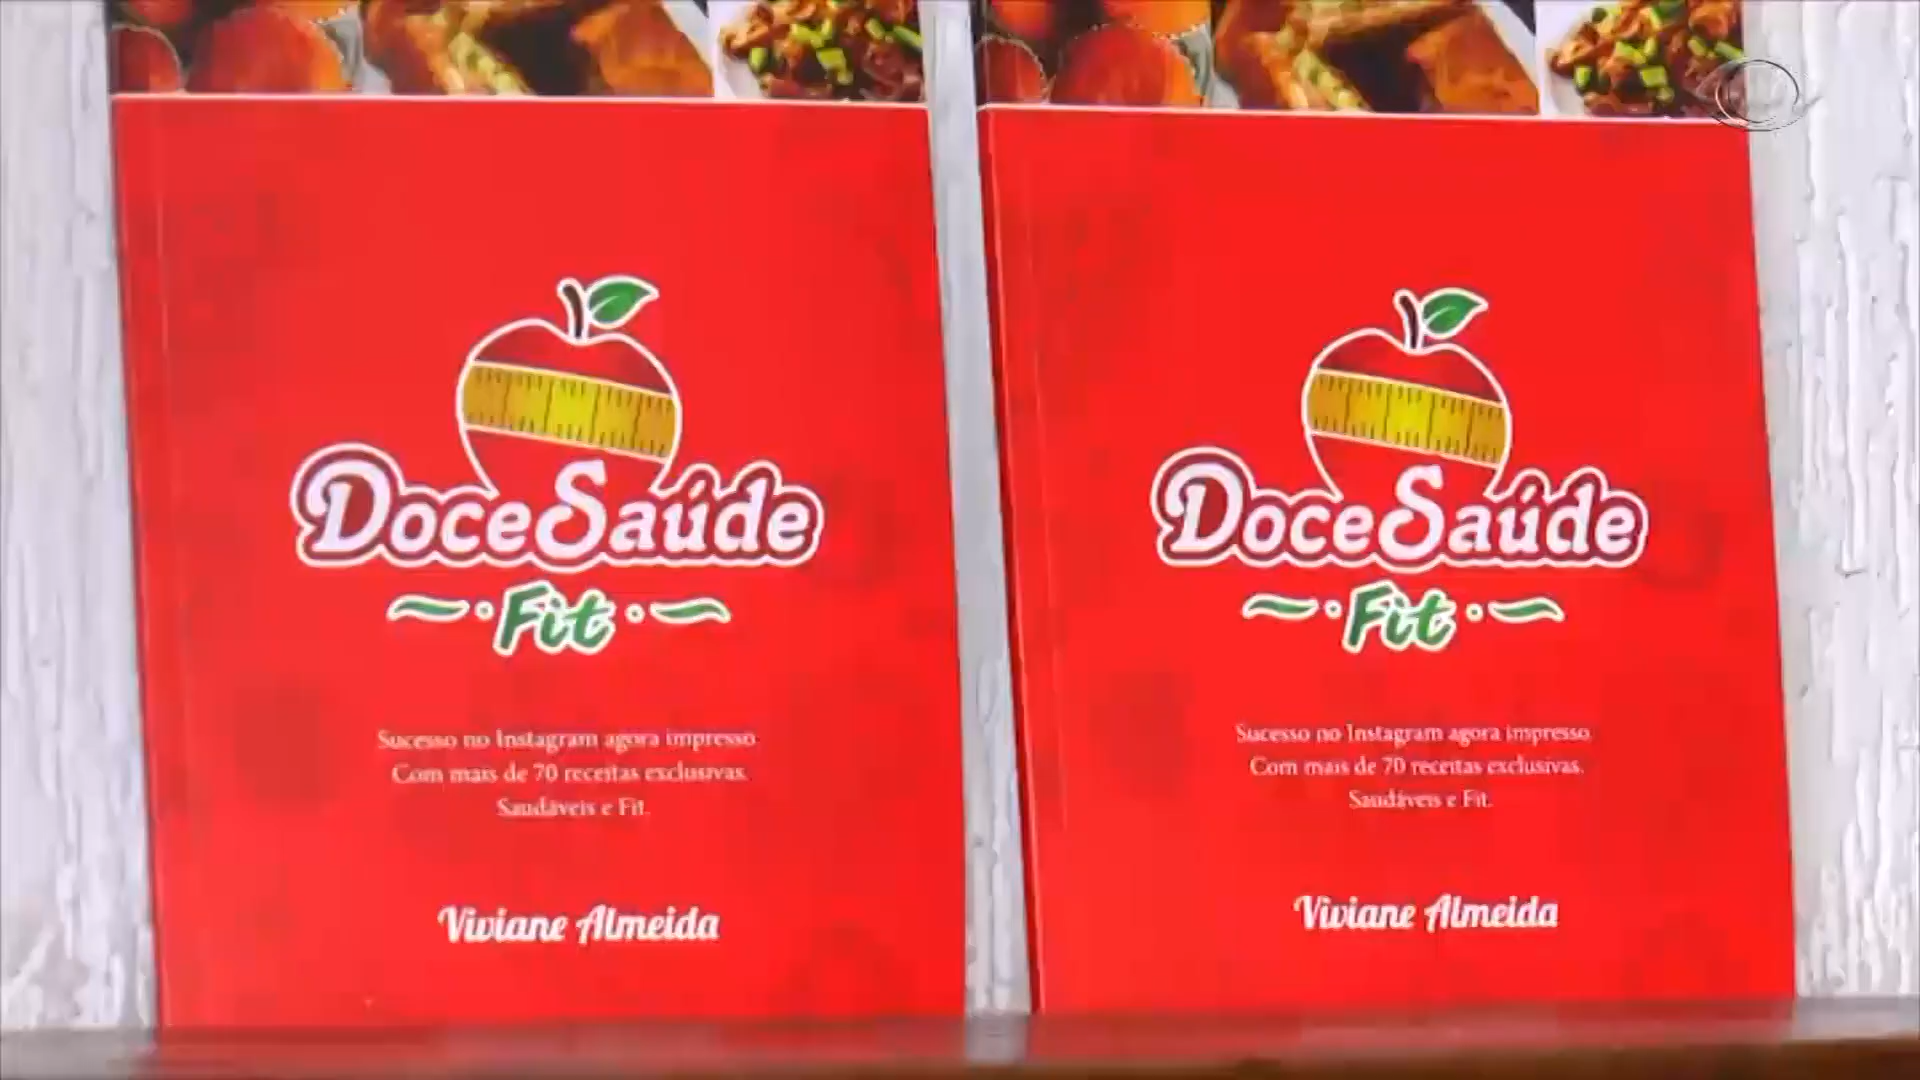 DoceSaúde
Fit
Sucesso no Instagram agora impresso.
Com mais de 70 receitas exclusivas.
Saudáveis e Fit.
Viviane Almeida
DoceSaúde
Fit
Sucesso no Instagram agora impresso.
Com mais de 70 receitas exclusivas.
Saudáveis e Fit.
Viviane Almeida